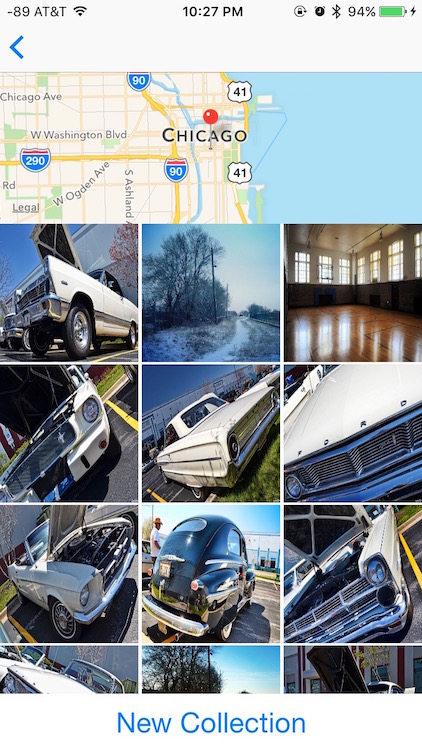 -89 AT&T 10:27 PM 94%
90 41
Chicago Ave
W Washington Blvd CHICAGO
290 90 41
Rd W Ogden Ave S Ashland A
Legal
FORD
New Collection